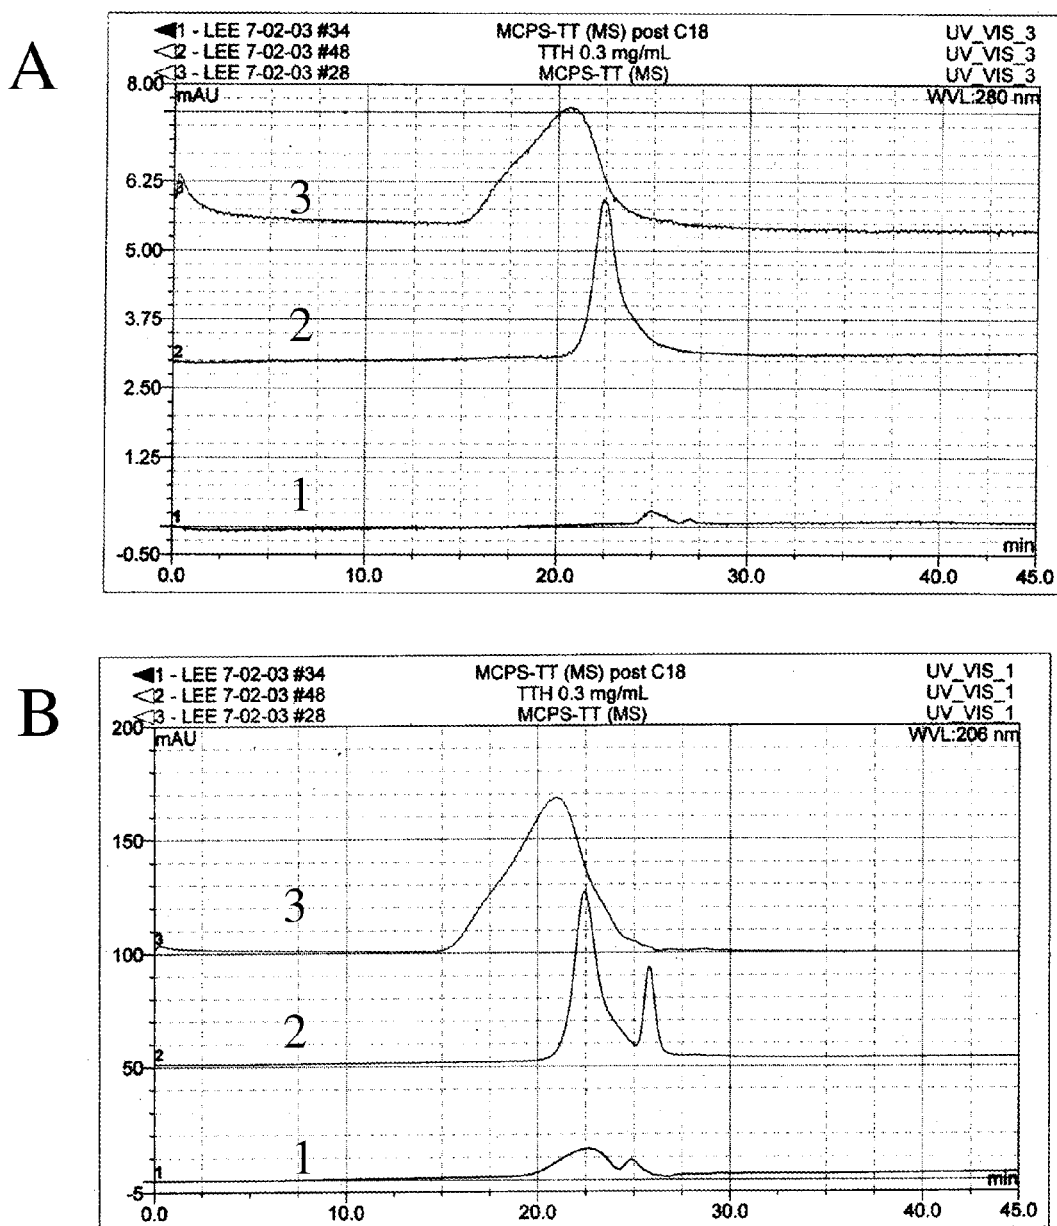 A
1 - LEE 7-02-03 #34 MCPS-TT (MS) post C18 UV_VIS_3
2 - LEE 7-02-03 #48 TTH 0.3 mg/mL UV_VIS_3
3 - LEE 7-02-03 #28 MCPS-TT (MS) UV_VIS_3
8.00 mAU WVL:280 nm
6.25 3 3
5.00
3.75 2
2
2.50
1.25
1
1
-0.50 min
0.0 10.0 20.0 30.0 40.0 45.0
B
1 - LEE 7-02-03 #34 MCPS-TT (MS) post C18 UV_VIS_1
2 - LEE 7-02-03 #48 TTH 0.3 mg/mL UV_VIS_1
3 - LEE 7-02-03 #28 MCPS-TT (MS) UV_VIS_1
200 mAU WVL:206 nm
150
3
3
100
2
2
50
1
1 min
-5
0.0 10.0 20.0 30.0 45.0